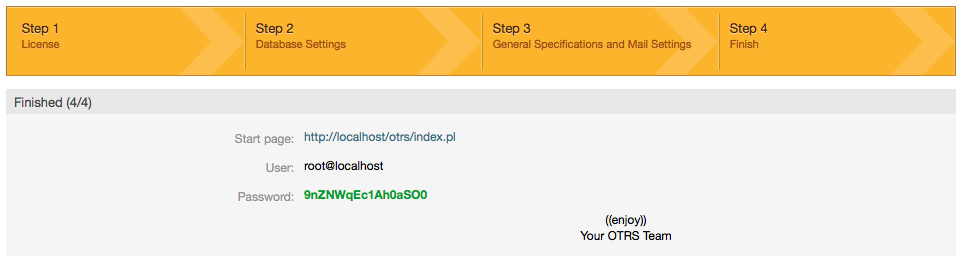 Step 1
License
Step 2
Database Settings
Step 3
General Specifications and Mail Settings
Step 4
Finish
Finished (4/4)
Start page: http://localhost/otrs/index.pl
User: root@localhost
Password: 9nZNWqEc1Ah0aSO0
((enjoy))
Your OTRS Team